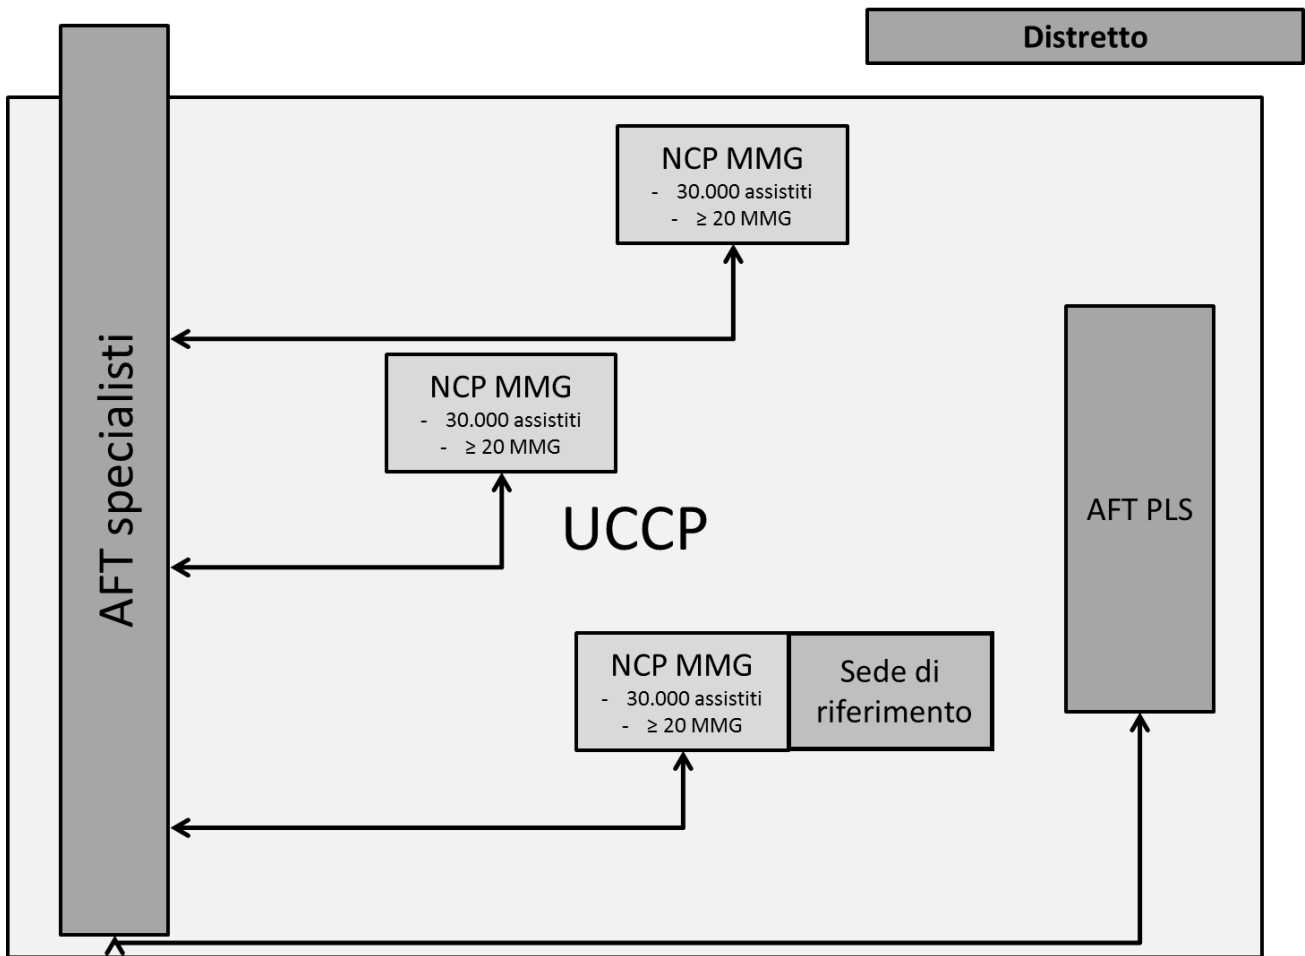 Distretto
NCP MMG
- 30.000 assistiti
- ≥ 20 MMG
AFT specialisti
NCP MMG
- 30.000 assistiti
- ≥ 20 MMG
UCCP
AFT PLS
NCP MMG
- 30.000 assistiti
- ≥ 20 MMG
Sede di
riferimento